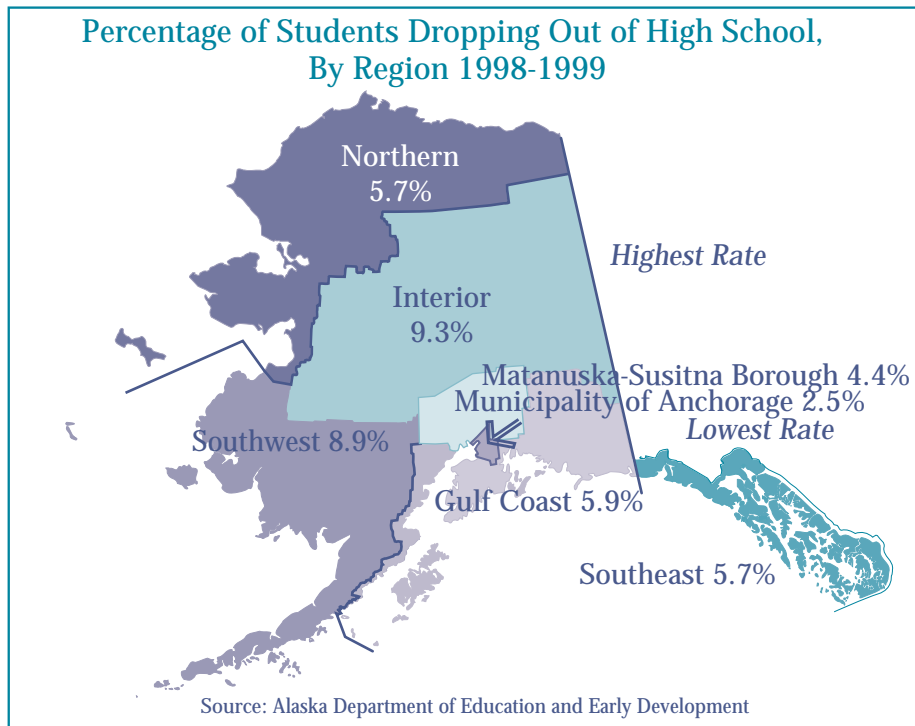 Percentage of Students Dropping Out of High School,
By Region 1998-1999
Northern
5.7%
Highest Rate
Interior
9.3%
Matanuska-Susitna Borough 4.4%
Municipality of Anchorage 2.5%
Lowest Rate
Southwest 8.9%
Gulf Coast 5.9%
Southeast 5.7%
Source: Alaska Department of Education and Early Development